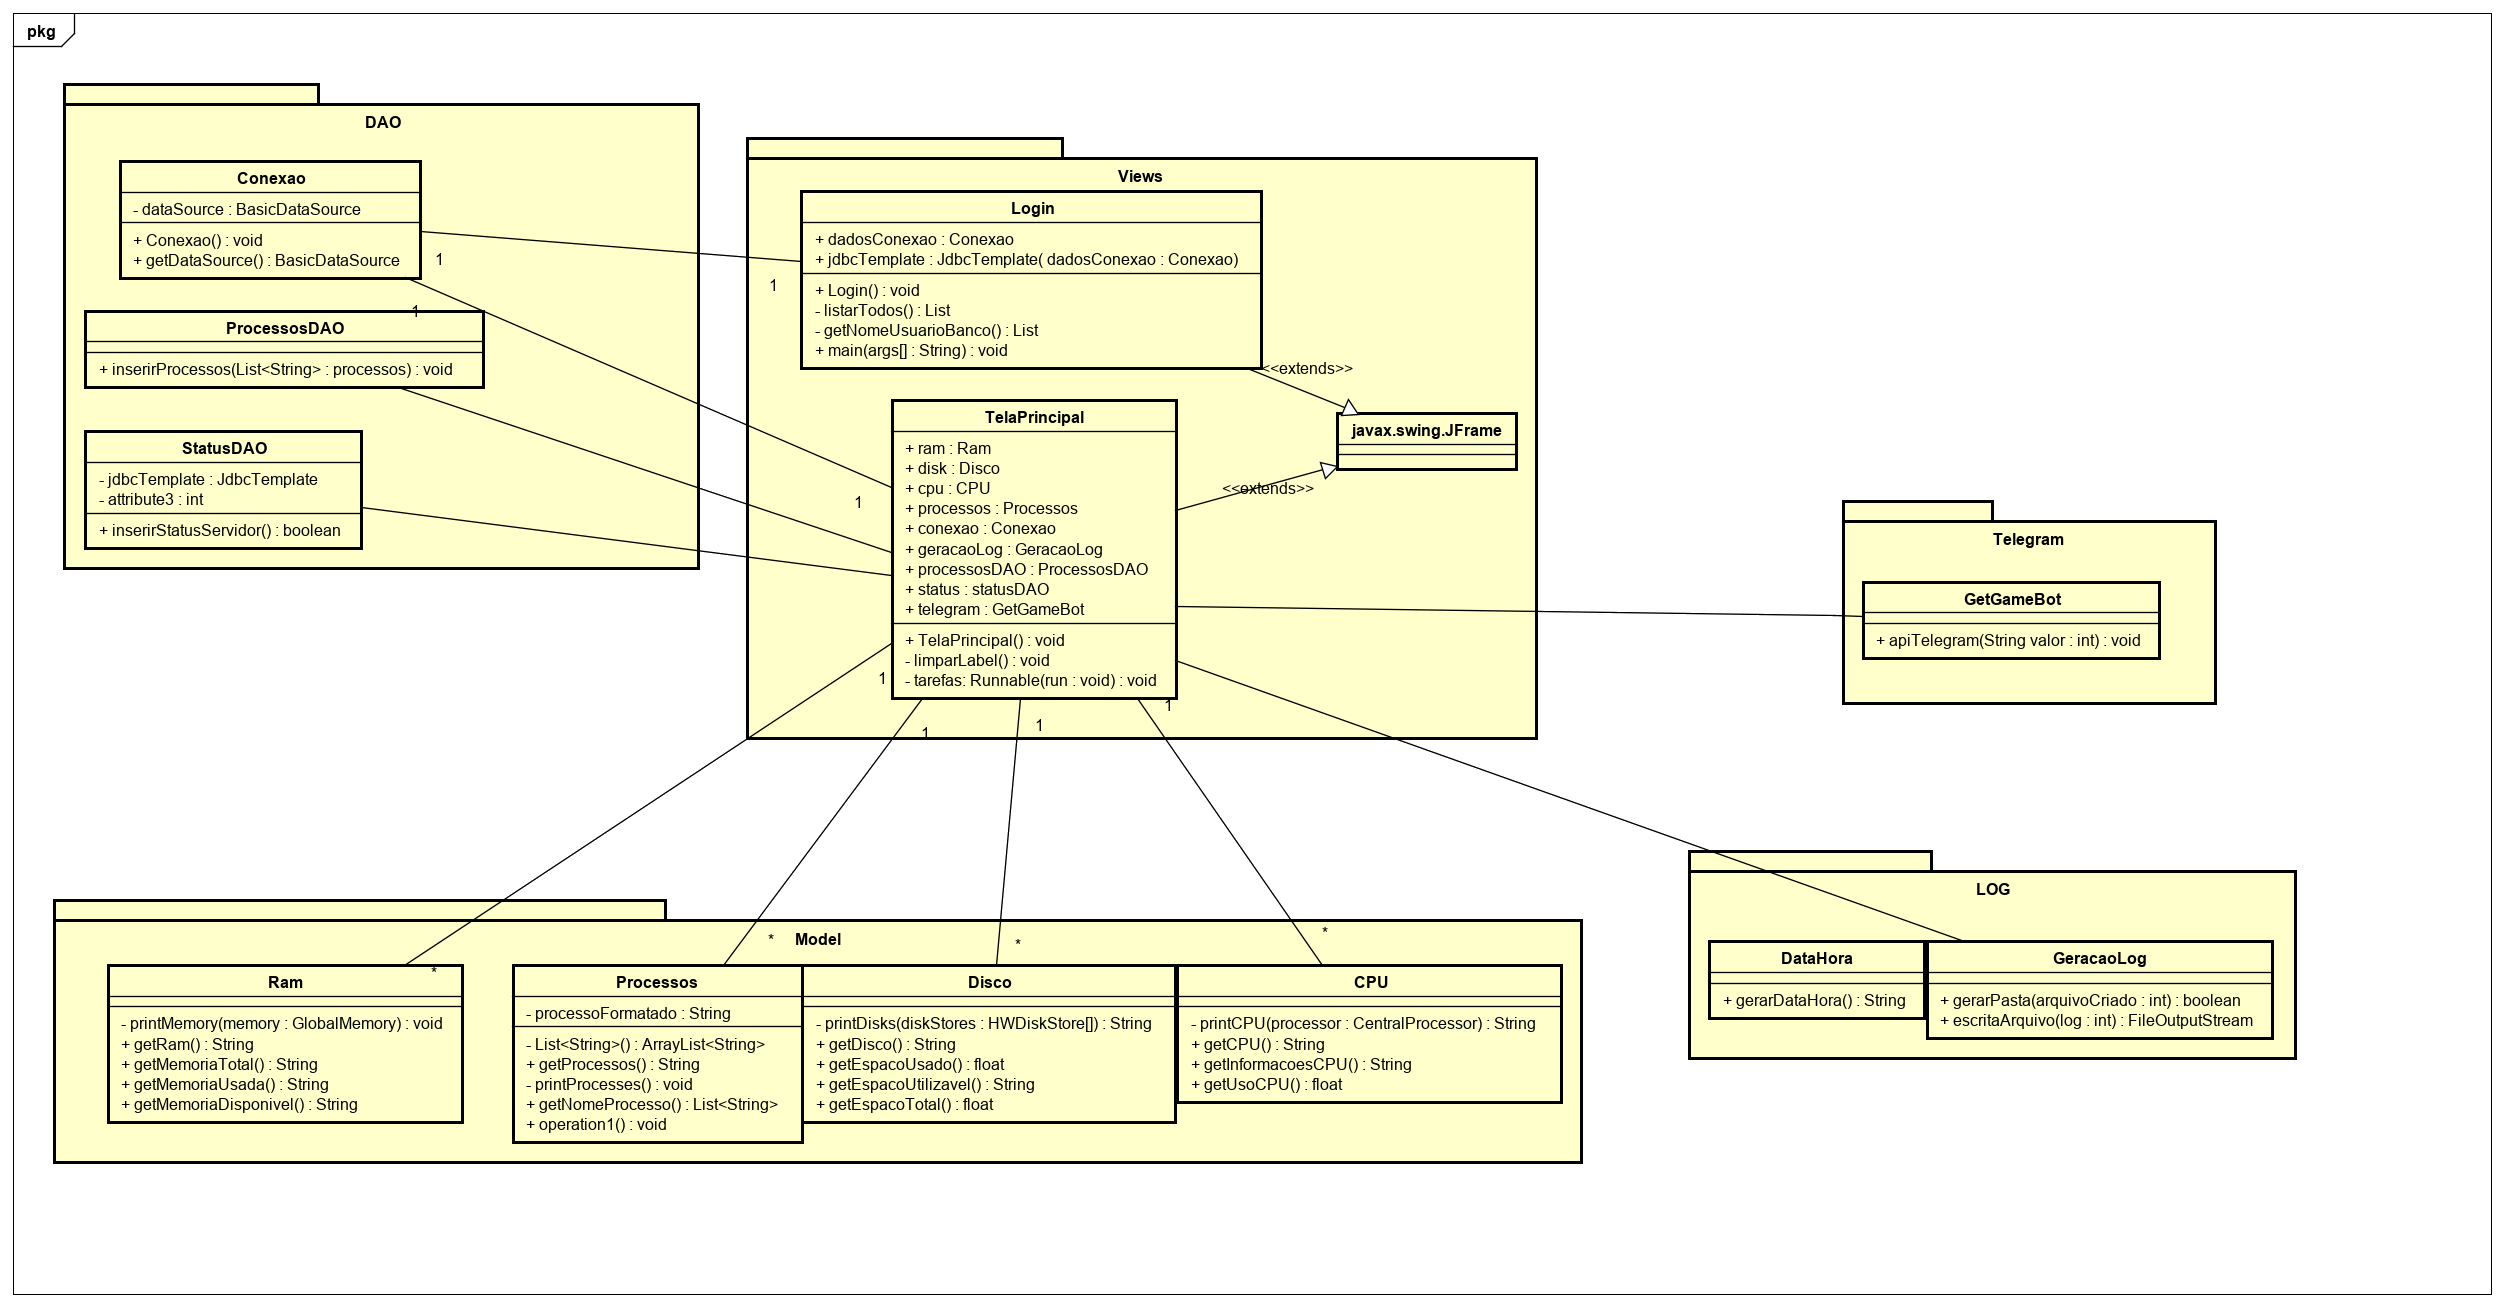 pkg
DAO
Conexao
- dataSource : BasicDataSource
+ Conexao() : void
+ getDataSource() : BasicDataSource
1
1
ProcessosDAO
+ inserirProcessos(List<String> : processos) : void
StatusDAO
- jdbcTemplate : JdbcTemplate
- attribute3 : int
+ inserirStatusServidor() : boolean
Views
Login
+ dadosConexao : Conexao
+ jdbcTemplate : JdbcTemplate( dadosConexao : Conexao)
+ Login() : void
- listarTodos() : List
- getNomeUsuarioBanco() : List
+ main(args[] : String) : void
1
<<extends>>
TelaPrincipal
+ ram : Ram
+ disk : Disco
+ cpu : CPU
+ processos : Processos
+ conexao : Conexao
+ geracaoLog : GeracaoLog
+ processosDAO : ProcessosDAO
+ status : statusDAO
+ telegram : GetGameBot
+ TelaPrincipal() : void
- limparLabel() : void
- tarefas: Runnable(run : void) : void
1
<<extends>>
javax.swing.JFrame
1
1
1
1
Telegram
GetGameBot
+ apiTelegram(String valor : int) : void
Model
*
*
*
*
Ram
- printMemory(memory : GlobalMemory) : void
+ getRam() : String
+ getMemoriaTotal() : String
+ getMemoriaUsada() : String
+ getMemoriaDisponivel() : String
Processos
- processoFormatado : String
- List<String>() : ArrayList<String>
+ getProcessos() : String
- printProcesses() : void
+ getNomeProcesso() : List<String>
+ operation1() : void
Disco
- printDisks(diskStores : HWDiskStore[]) : String
+ getDisco() : String
+ getEspacoUsado() : float
+ getEspacoUtilizavel() : String
+ getEspacoTotal() : float
CPU
- printCPU(processor : CentralProcessor) : String
+ getCPU() : String
+ getInformacoesCPU() : String
+ getUsoCPU() : float
LOG
DataHora
+ gerarDataHora() : String
GeracaoLog
+ gerarPasta(arquivoCriado : int) : boolean
+ escritaArquivo(log : int) : FileOutputStream